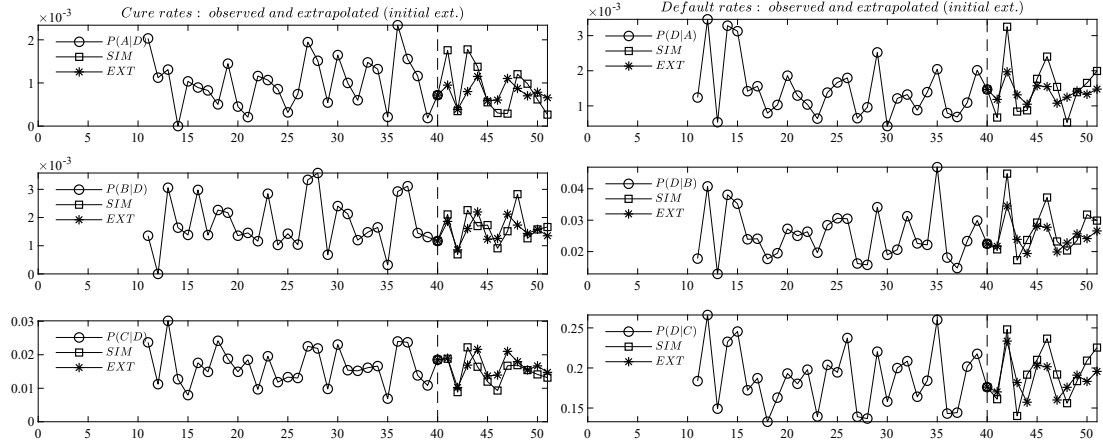 Cure rates : observed and extrapolated (initial ext.)
×10⁻³
P(A|D)
SIM
EXT
2
1
0
0 5 10 15 20 25 30 35 40 45 50
×10⁻³
P(B|D)
SIM
EXT
3
2
1
0
0 5 10 15 20 25 30 35 40 45 50
P(C|D)
SIM
EXT
0.03
0.02
0.01
0
0 5 10 15 20 25 30 35 40 45 50
Default rates : observed and extrapolated (initial ext.)
×10⁻³
P(D|A)
SIM
EXT
3
2
1
0 5 10 15 20 25 30 35 40 45 50
P(D|B)
SIM
EXT
0.04
0.03
0.02
0 5 10 15 20 25 30 35 40 45 50
P(D|C)
SIM
EXT
0.25
0.2
0.15
0 5 10 15 20 25 30 35 40 45 50